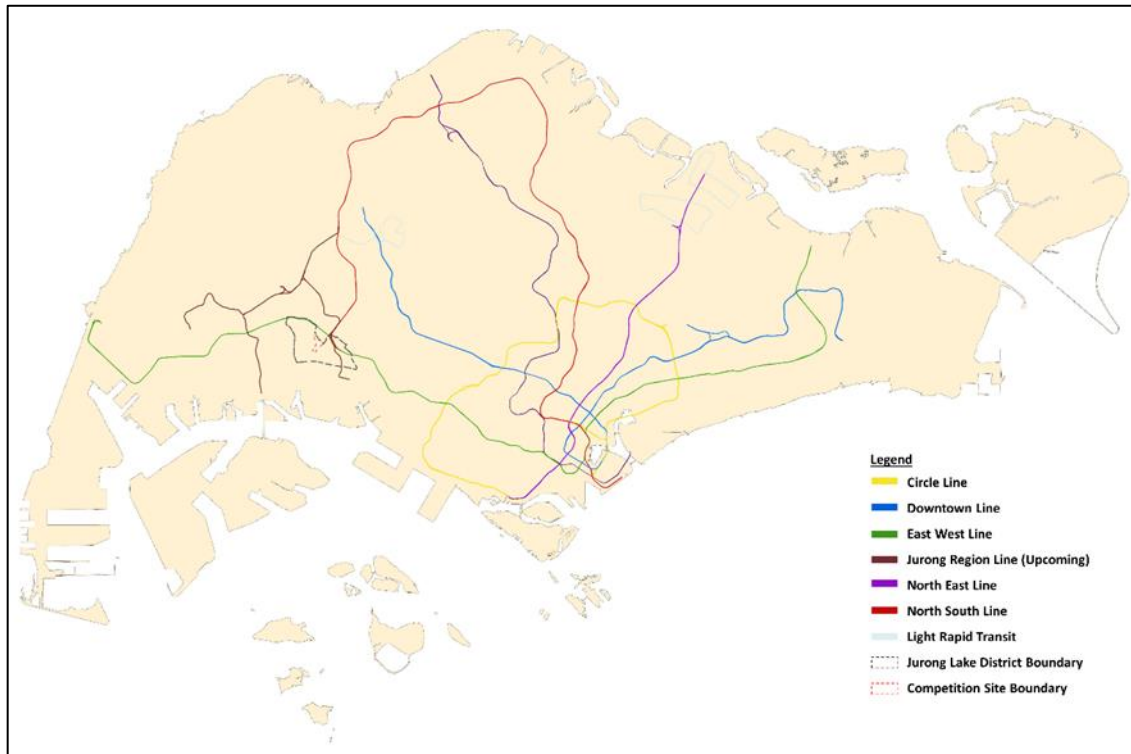 Legend
Circle Line
Downtown Line
East West Line
Jurong Region Line (Upcoming)
North East Line
North South Line
Light Rapid Transit
Jurong Lake District Boundary
Competition Site Boundary